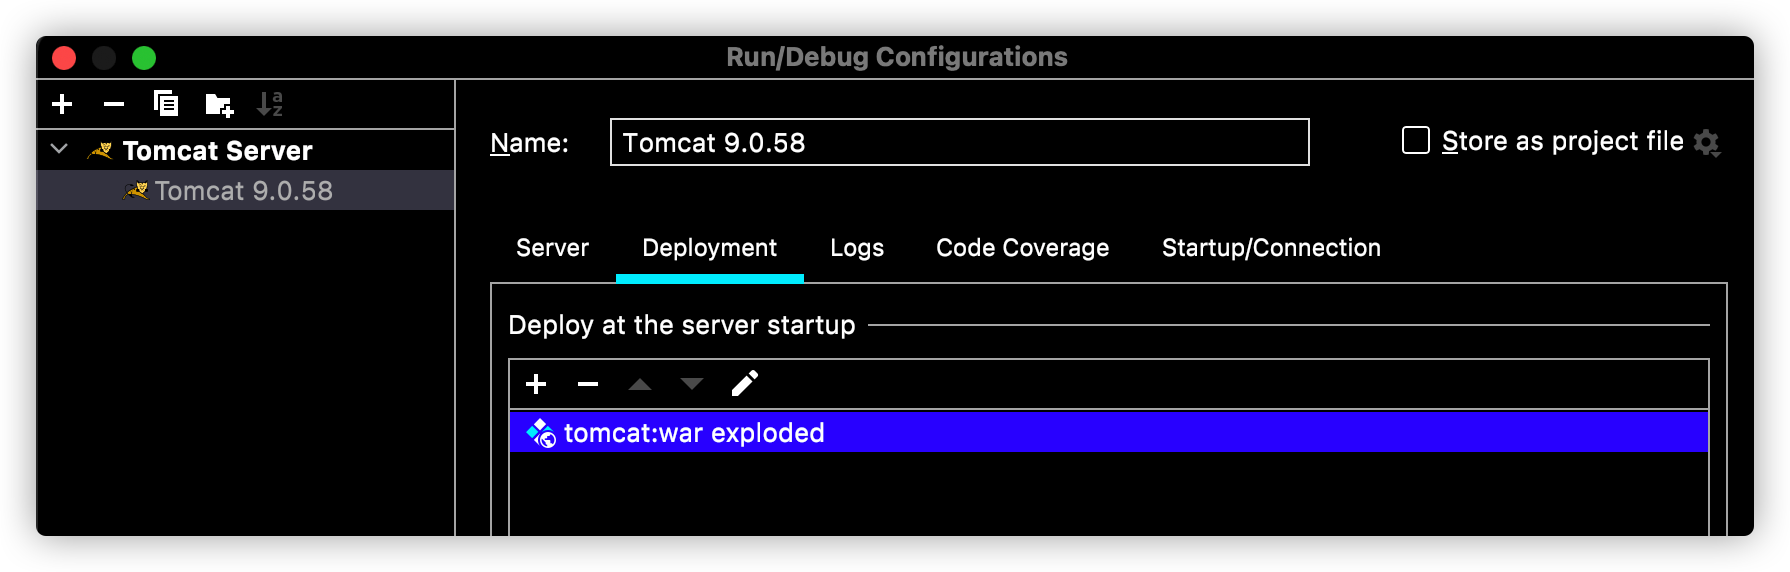 Run/Debug Configurations
Tomcat Server
Tomcat 9.0.58
Name: Tomcat 9.0.58 Store as project file
Server Deployment Logs Code Coverage Startup/Connection
Deploy at the server startup
tomcat:war exploded